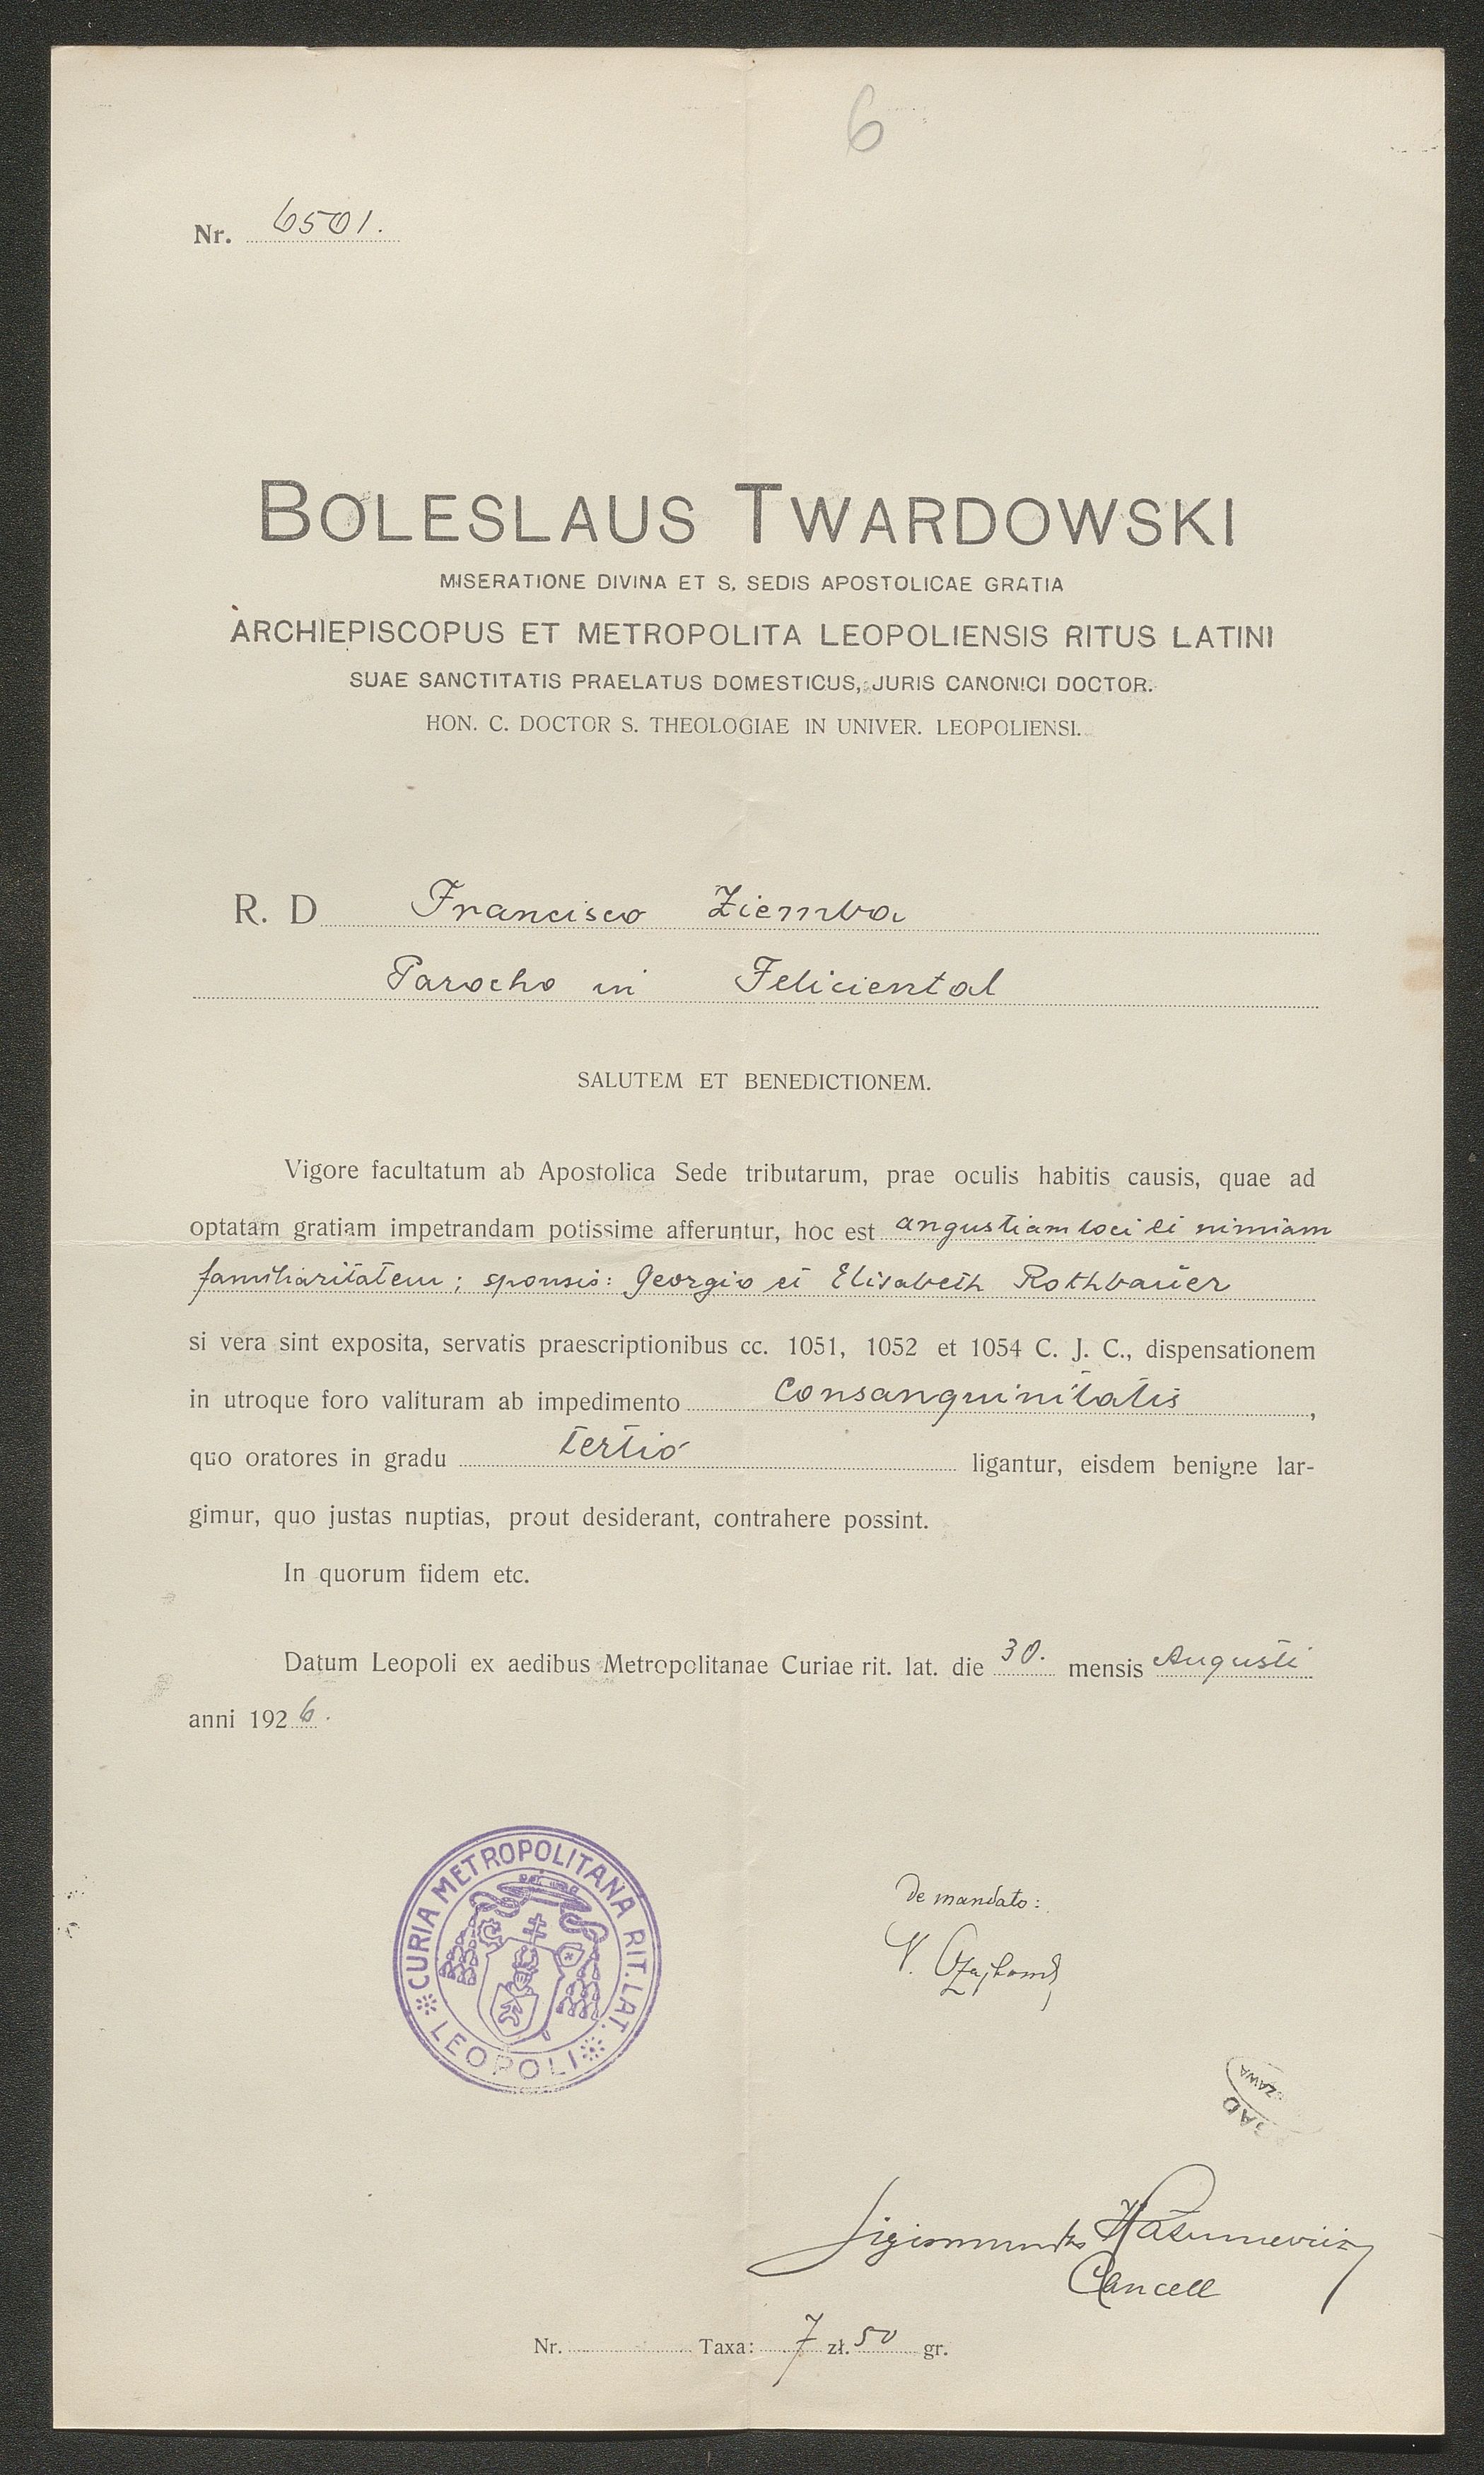 6
Nr. 6501.
BOLESLAUS TWARDOWSKI
MISERATIONE DIVINA ET S. SEDIS APOSTOLICAE GRATIA
ARCHIEPISCOPUS ET METROPOLITA LEOPOLIENSIS RITUS LATINI
SUAE SANCTITATIS PRAELATUS DOMESTICUS, JURIS CANONICI DOCTOR.
HON. C. DOCTOR S. THEOLOGIAE IN UNIVER. LEOPOLIENSI.
R. D Francisco Ziemba
Parocho in Feliciental
SALUTEM ET BENEDICTIONEM.
Vigore facultatum ab Apostolica Sede tributarum, prae oculis habitis causis, quae ad
optatam gratiam impetrandam potissime afferuntur, hoc est angustiam loci et nimiam
familiaritatem; sponsis: Georgio et Elisabeth Rothbauer
si vera sint exposita, servatis praescriptionibus cc. 1051, 1052 et 1054 C. J. C., dispensationem
in utroque foro valituram ab impedimento consanguinitatis,
quo oratores in gradu tertio ligantur, eisdem benigne lar-
gimur, quo justas nuptias, prout desiderant, contrahere possint.
In quorum fidem etc.
Datum Leopoli ex aedibus Metropolitanae Curiae rit. lat. die 30. mensis Augusti
anni 1926.
CURIA METROPOLITANA RIT. LAT.
LEOPOLI
De mandato:
ZAWA
AD
Sigismundus
Cancell
Nr. Taxa: 7 zł. 50 gr.